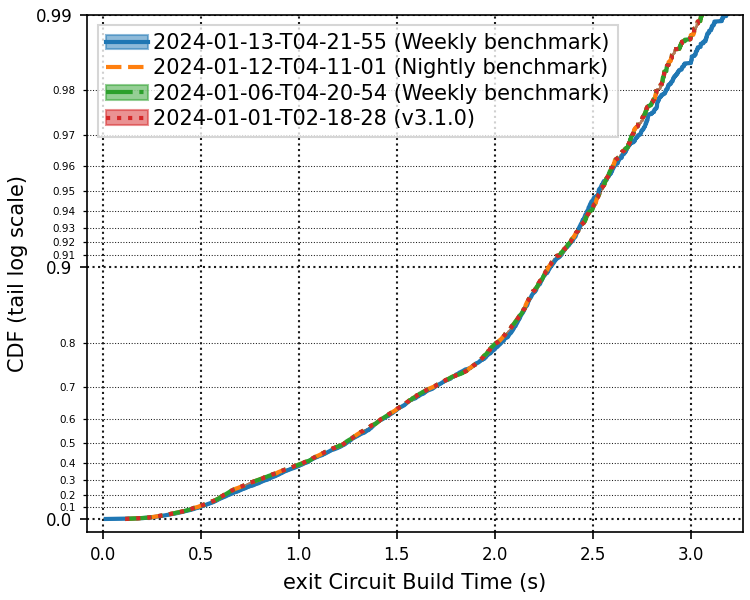 0.99
2024-01-13-T04-21-55 (Weekly benchmark)
2024-01-12-T04-11-01 (Nightly benchmark)
2024-01-06-T04-20-54 (Weekly benchmark)
2024-01-01-T02-18-28 (v3.1.0)
0.98
0.97
0.96
0.95
0.94
0.93
0.92
0.91
0.9
0.8
0.7
0.6
0.5
0.4
0.3
0.2
0.1
0.0
CDF (tail log scale)
0.0 0.5 1.0 1.5 2.0 2.5 3.0
exit Circuit Build Time (s)